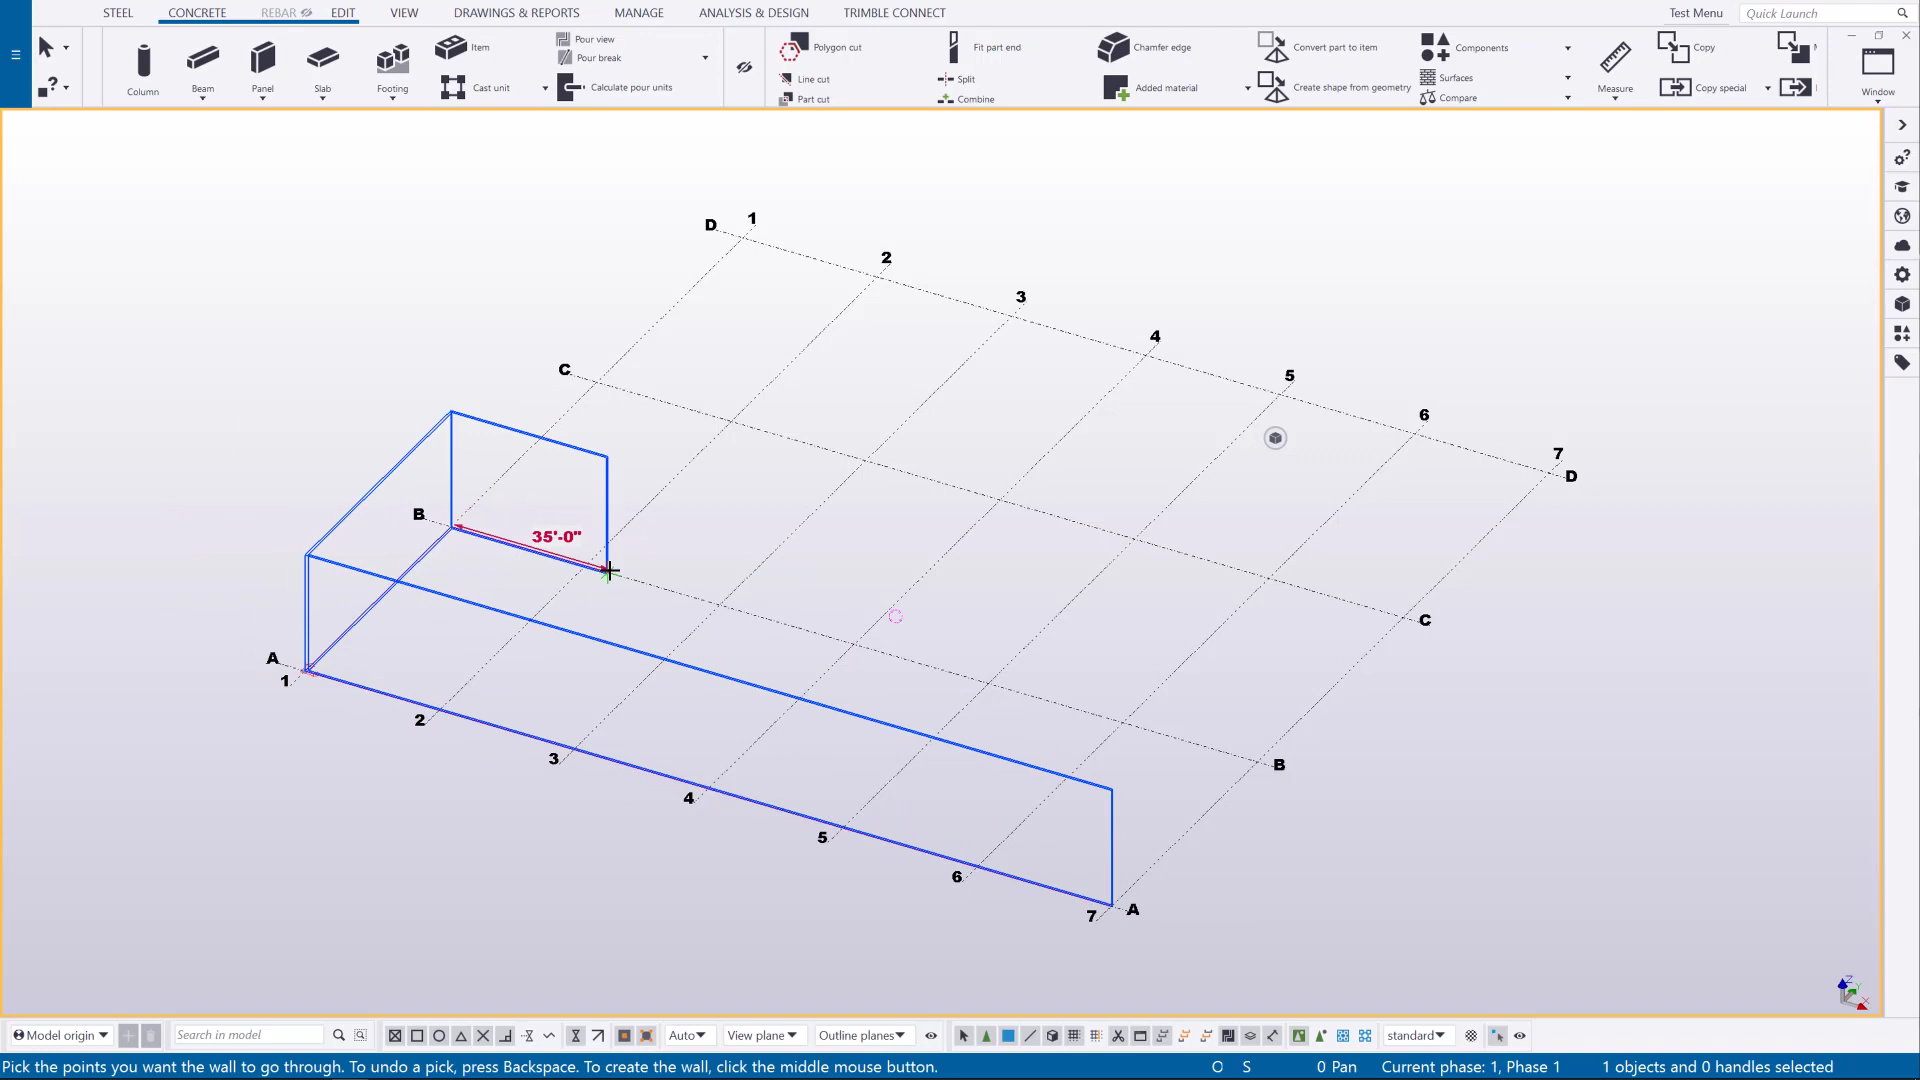 STEEL CONCRETE REBAR EDIT VIEW DRAWINGS & REPORTS MANAGE ANALYSIS & DESIGN TRIMBLE CONNECT Test Menu Quick Launch
Column Beam Panel Slab Footing
Item
Cast unit
Pour view
Pour break
Calculate pour units
Polygon cut
Line cut
Part cut
Fit part end
Split
Combine
Chamfer edge
Added material
Convert part to item
Create shape from geometry
Components
Surfaces
Compare
Measure
Copy
Copy special
Window
D 1
2
3
4
5
6
7
D
C
C
B
B
35'-0"
A
1
2
3
4
5
6
7
A
Z
Y
X
Model origin Search in model Auto View plane Outline planes standard
Pick the points you want the wall to go through. To undo a pick, press Backspace. To create the wall, click the middle mouse button. O S 0 Pan Current phase: 1, Phase 1 1 objects and 0 handles selected